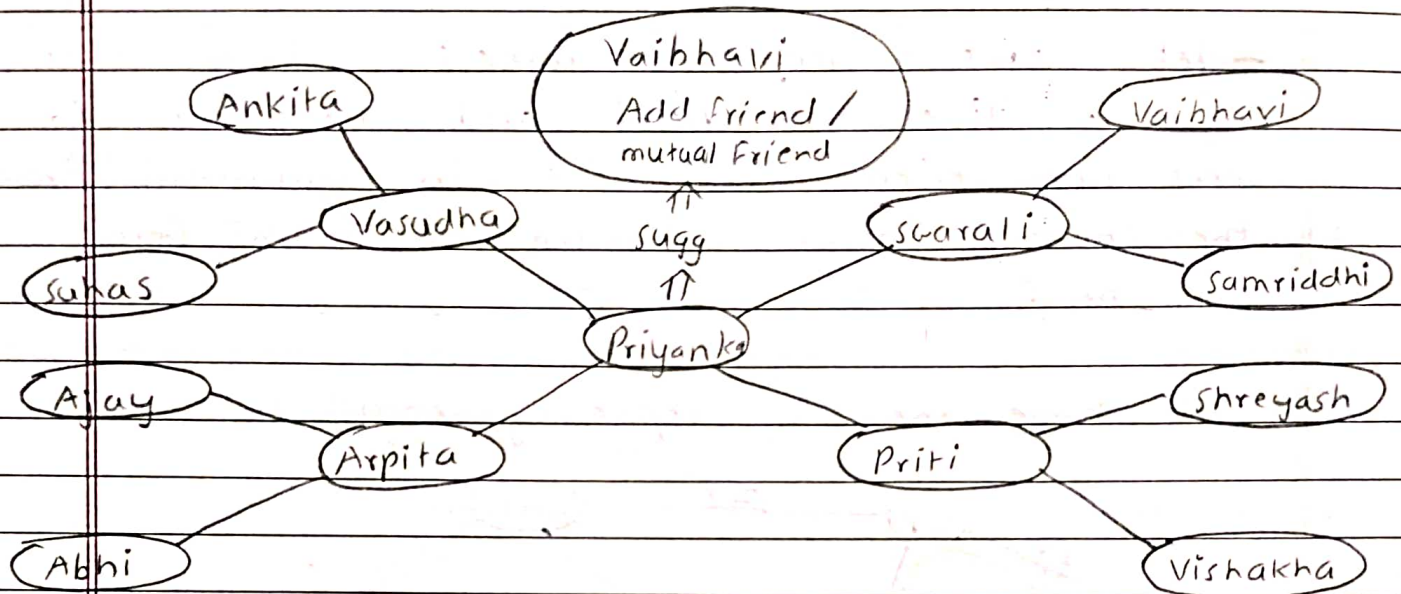 Vaibhavi
Add friend /
mutual Friend
Ankita
Vaibhavi
Vasudha
sugg
swarali
suhas
samriddhi
Priyanka
Ajay
shreyash
Arpita
Priti
Abhi
Vishakha